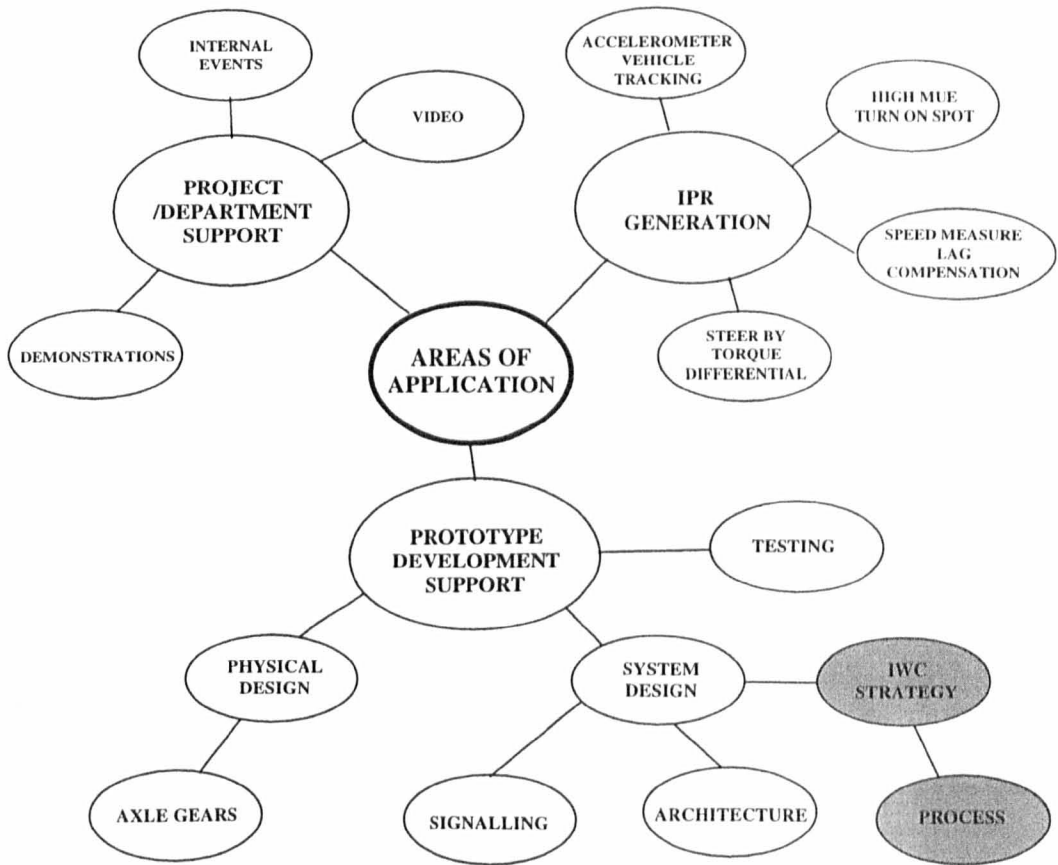 INTERNAL
EVENTS
VIDEO
PROJECT
/DEPARTMENT
SUPPORT
DEMONSTRATIONS
ACCELEROMETER
VEHICLE
TRACKING
HIGH MUE
TURN ON SPOT
IPR
GENERATION
SPEED MEASURE
LAG
COMPENSATION
STEER BY
TORQUE
DIFFERENTIAL
AREAS OF
APPLICATION
PROTOTYPE
DEVELOPMENT
SUPPORT
TESTING
PHYSICAL
DESIGN
SYSTEM
DESIGN
IWC
STRATEGY
AXLE GEARS
SIGNALLING
ARCHITECTURE
PROCESS